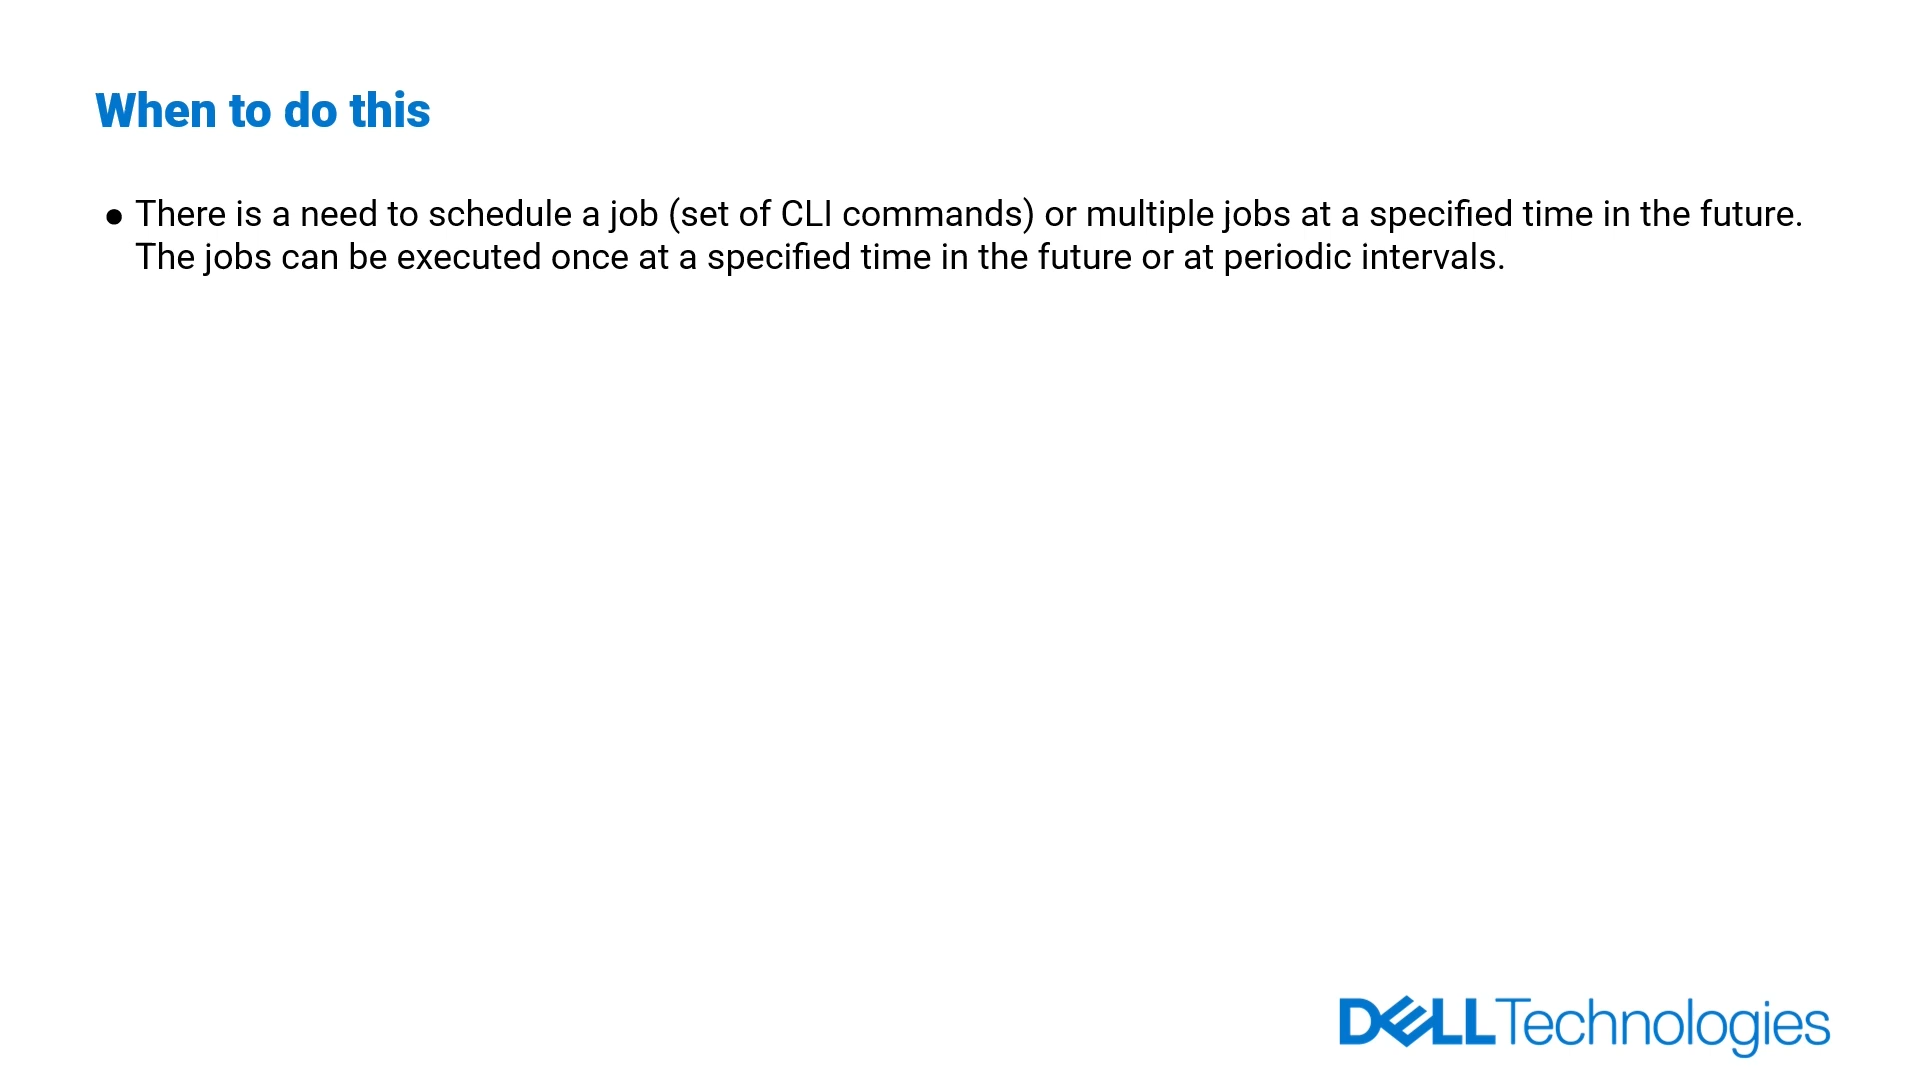 When to do this
● There is a need to schedule a job (set of CLI commands) or multiple jobs at a specified time in the future.
The jobs can be executed once at a specified time in the future or at periodic intervals.
DELL Technologies